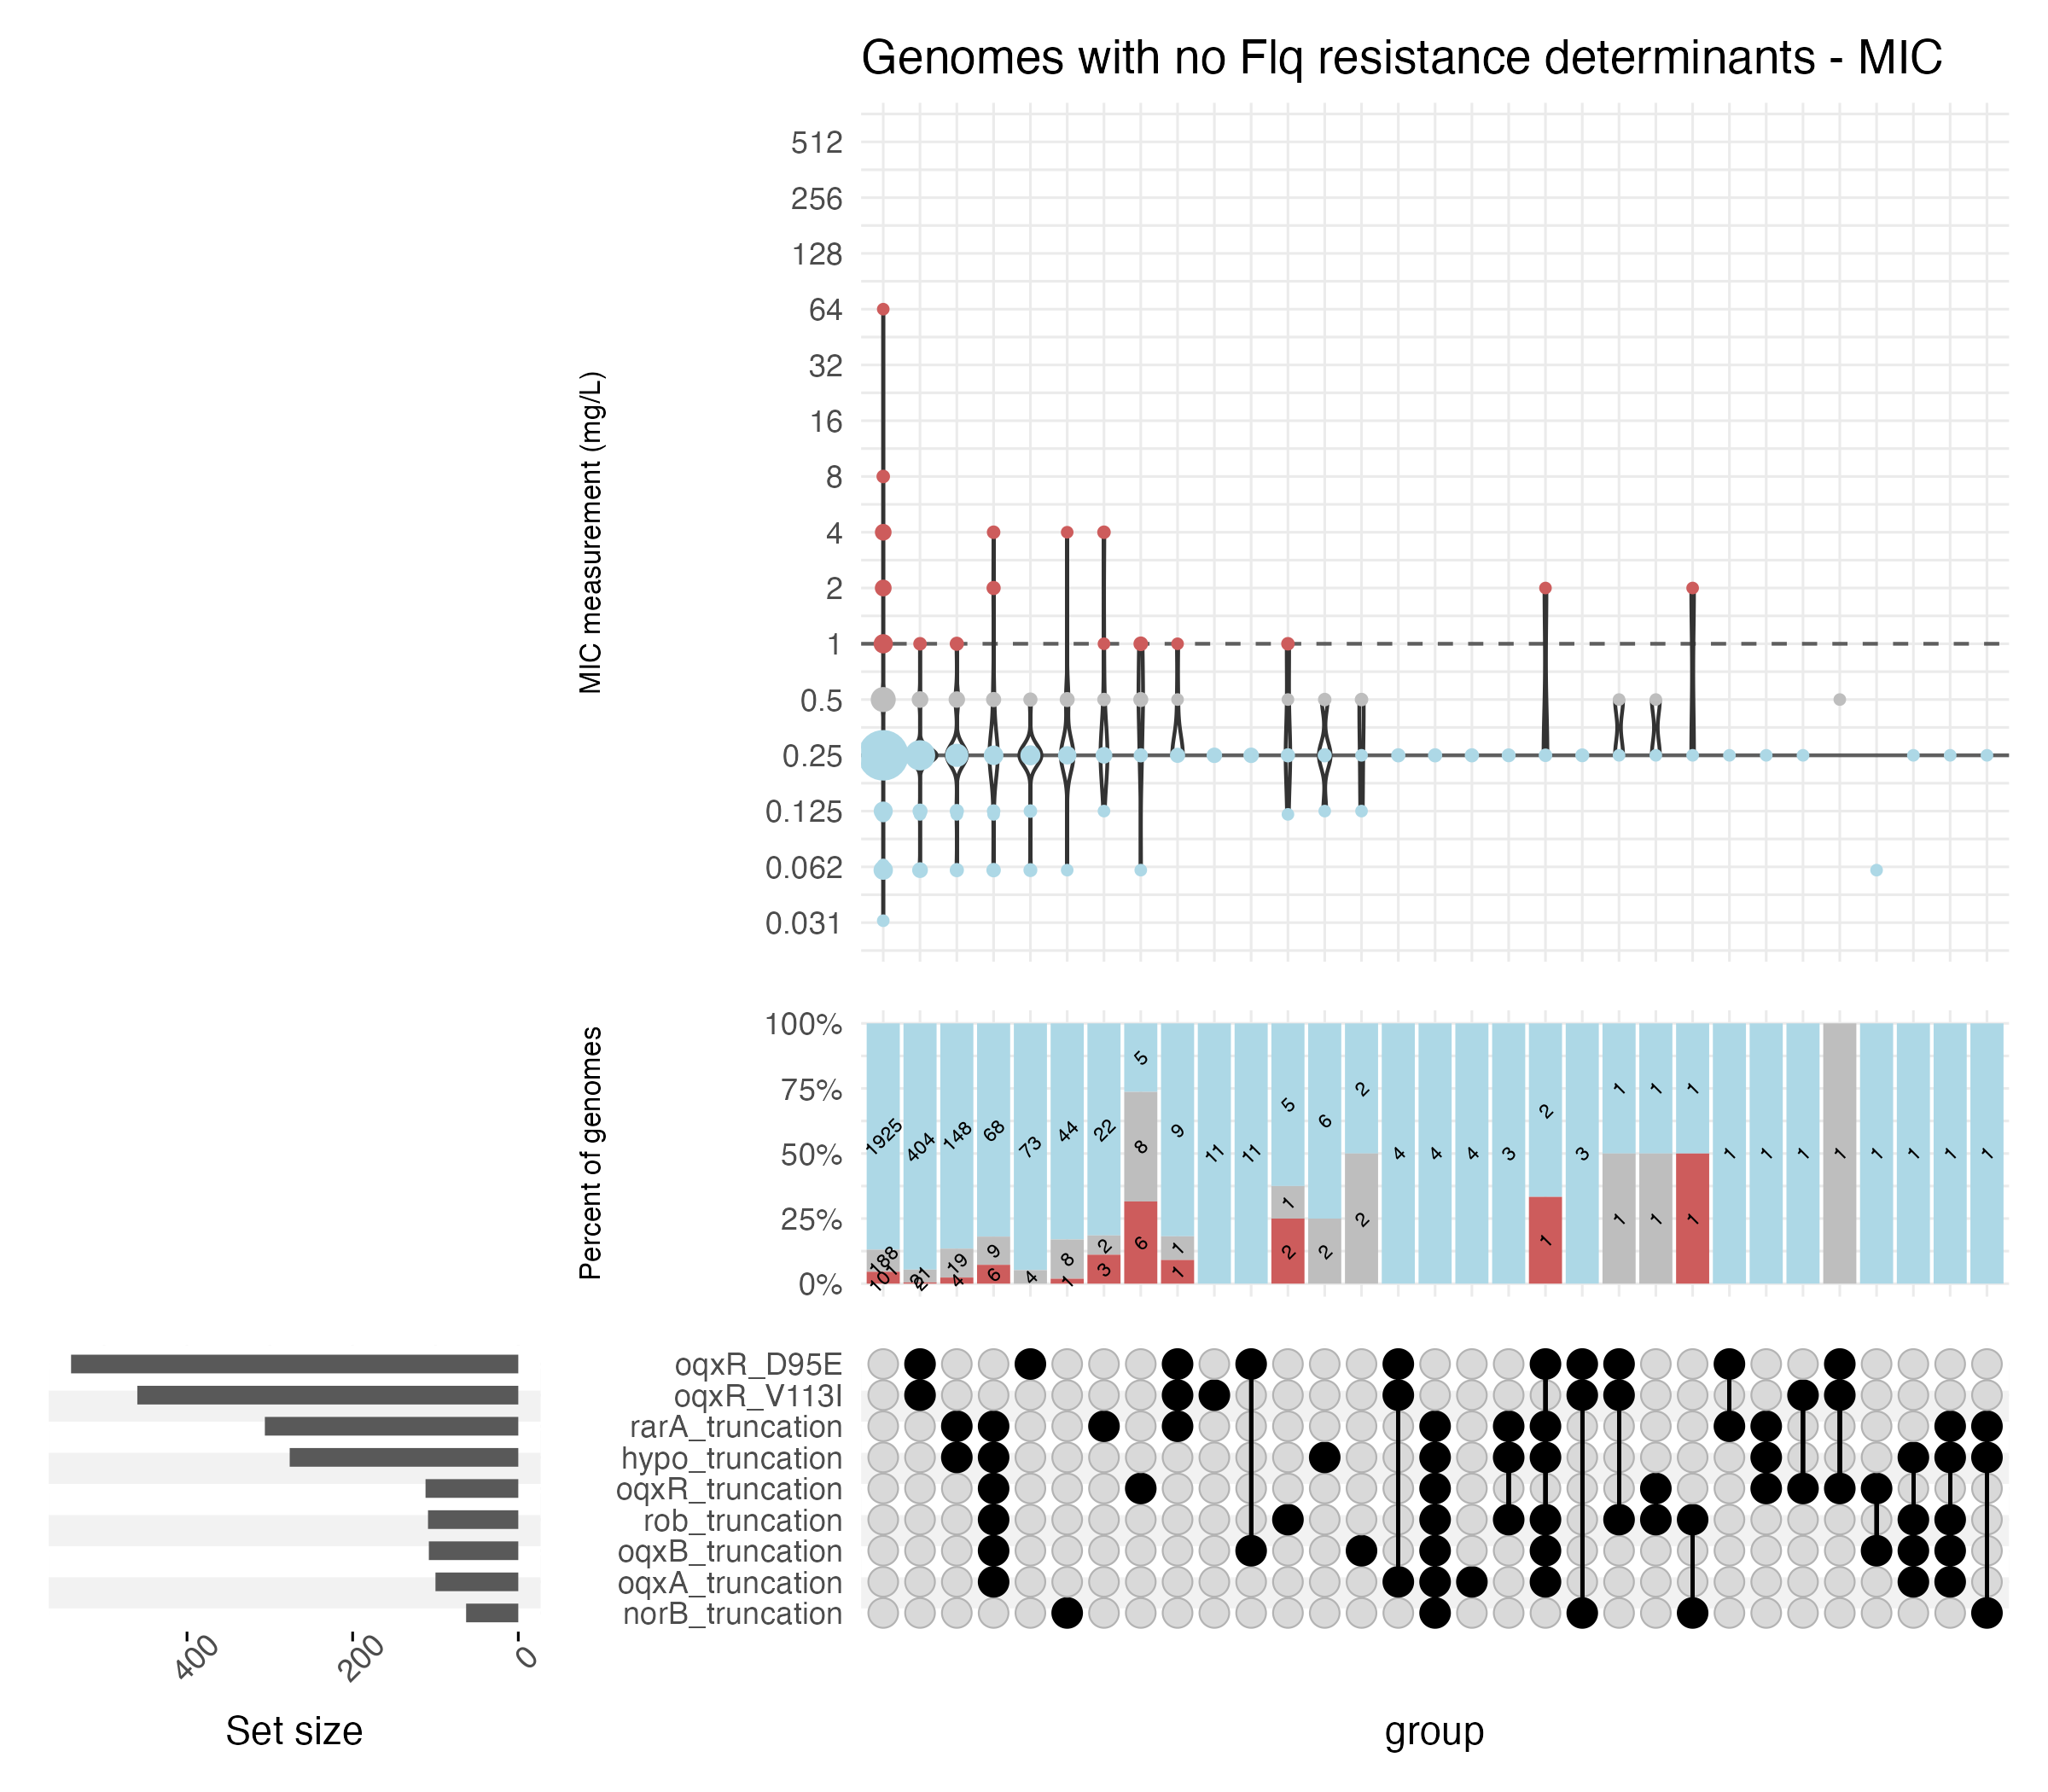 Genomes with no Flq resistance determinants - MIC
MIC measurement (mg/L)
512
256
128
64
32
16
8
4
2
1
0.5
0.25
0.125
0.062
0.031
Percent of genomes
100%
75%
50%
25%
0%
1925 404 148 68 73 44 22 5 9 11 11 5 6 2 4 4 4 3 2 3 1 1 1 1 1 1 1 1 1 1 1
188 21 19 9 4 8 2 8 1 1 2 2 1 1
101 2 4 6 1 3 6 1 2 1 1
oqxR_D95E
oqxR_V113I
rarA_truncation
hypo_truncation
oqxR_truncation
rob_truncation
oqxB_truncation
oqxA_truncation
norB_truncation
400 200 0
Set size
group